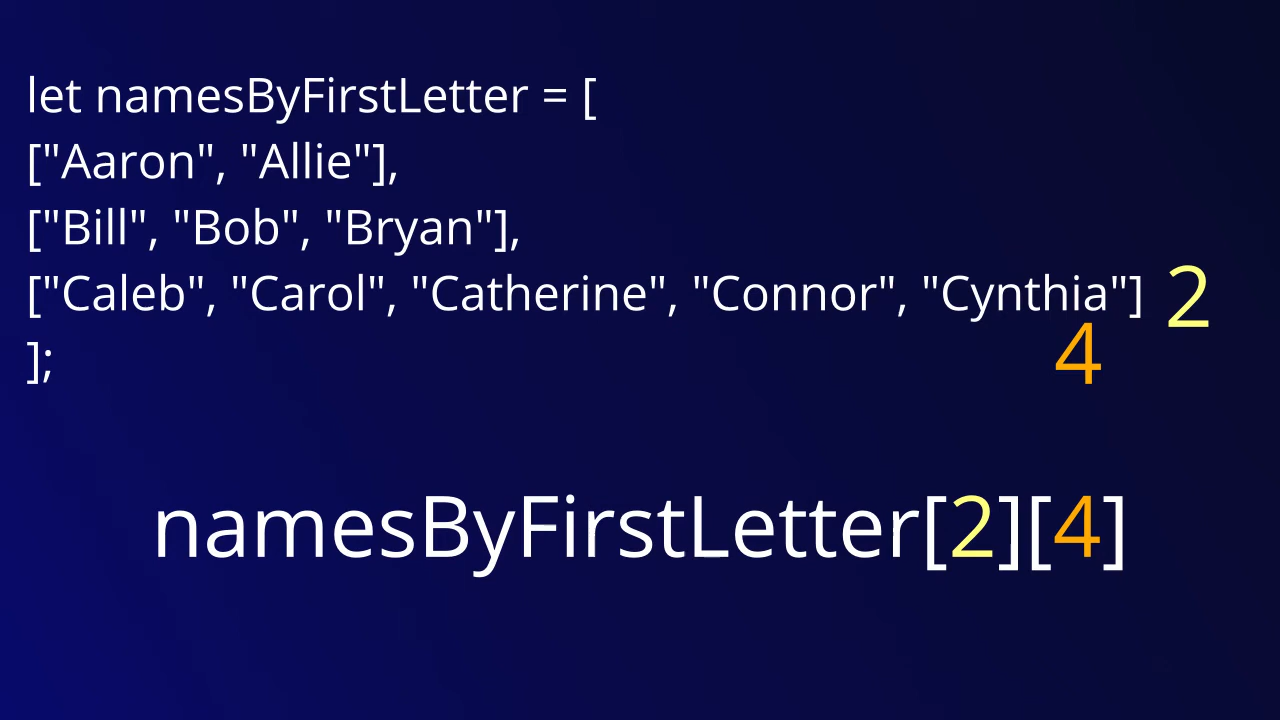 let namesByFirstLetter = [
["Aaron", "Allie"],
["Bill", "Bob", "Bryan"],
["Caleb", "Carol", "Catherine", "Connor", "Cynthia"] 2
4
];
namesByFirstLetter[2][4]